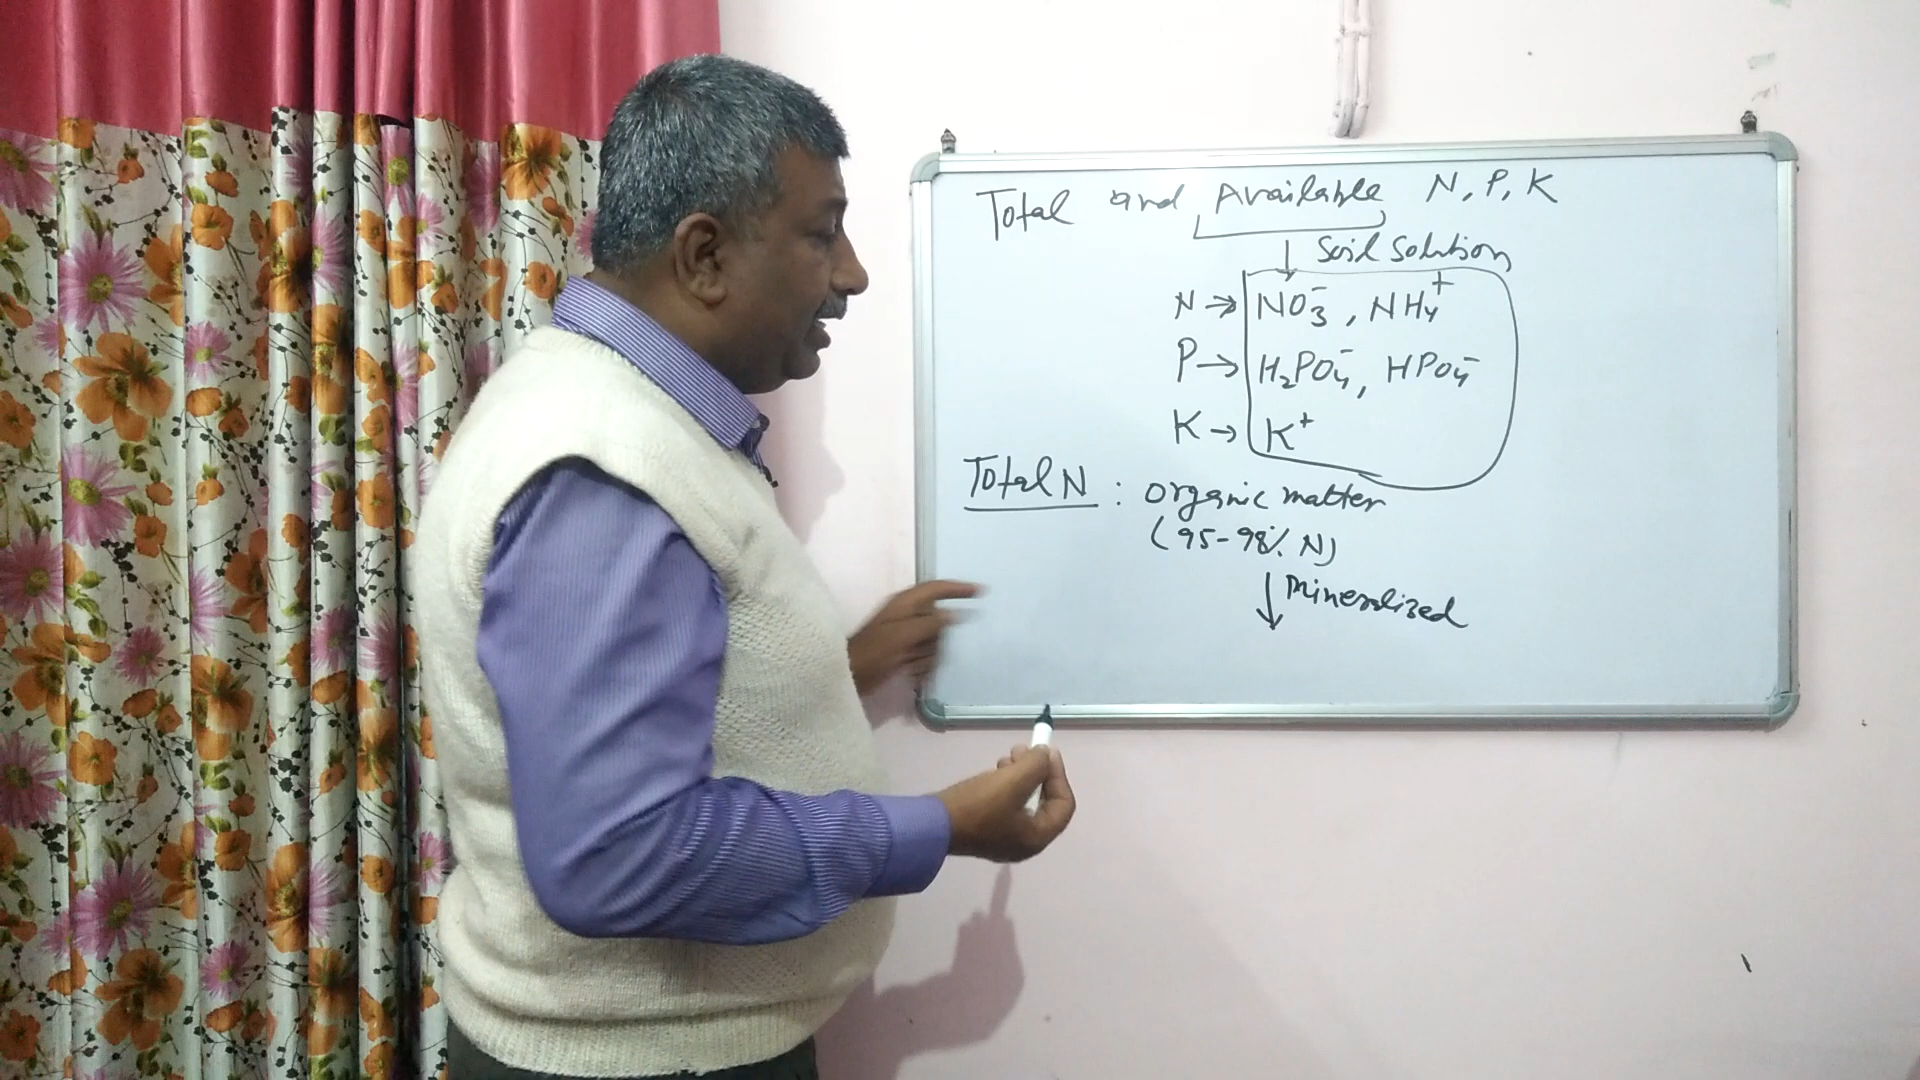 Total and Available N, P, K
↓ Soil solution
N → NO₃⁻, NH₄⁺
P → H₂PO₄⁻, HPO₄⁻
K → K⁺
Total N : organic matter
(95-98% N)
↓ Mineralized